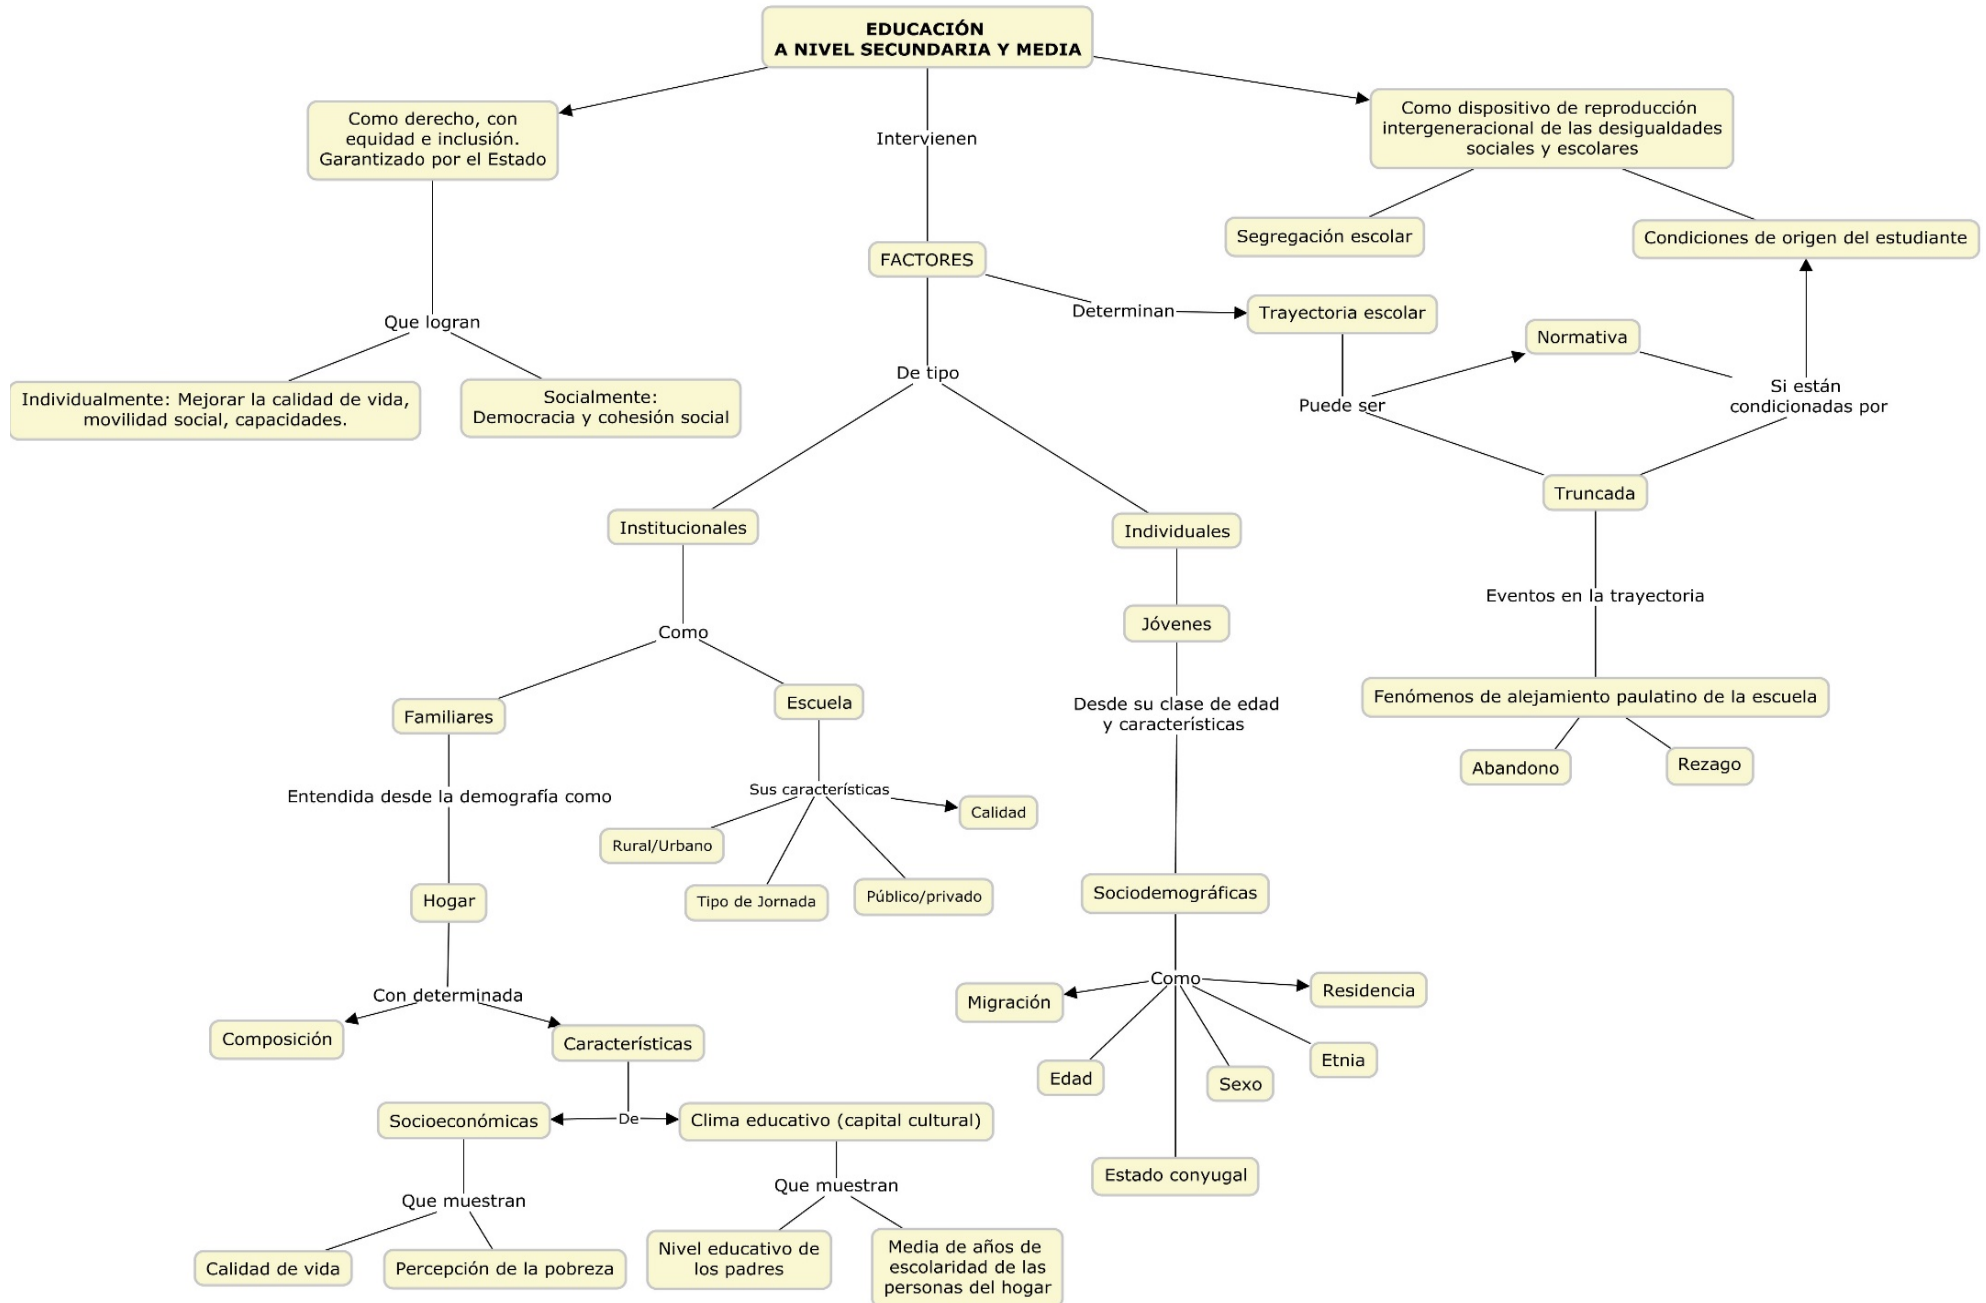 EDUCACIÓN
A NIVEL SECUNDARIA Y MEDIA
Como derecho, con
equidad e inclusión.
Garantizado por el Estado
Intervienen
Como dispositivo de reproducción
intergeneracional de las desigualdades
sociales y escolares
Segregación escolar
Condiciones de origen del estudiante
FACTORES
Determinan
Trayectoria escolar
Que logran
Normativa
Individualmente: Mejorar la calidad de vida,
movilidad social, capacidades.
Socialmente:
Democracia y cohesión social
De tipo
Puede ser
Si están
condicionadas por
Truncada
Institucionales
Individuales
Eventos en la trayectoria
Como
Jóvenes
Familiares
Escuela
Desde su clase de edad
y características
Fenómenos de alejamiento paulatino de la escuela
Abandono
Rezago
Entendida desde la demografía como
Sus características
Calidad
Rural/Urbano
Tipo de Jornada
Público/privado
Hogar
Sociodemográficas
Con determinada
Como
Migración
Residencia
Composición
Características
Edad
Sexo
Etnia
Socioeconómicas
De
Clima educativo (capital cultural)
Estado conyugal
Que muestran
Que muestran
Calidad de vida
Percepción de la pobreza
Nivel educativo de
los padres
Media de años de
escolaridad de las
personas del hogar